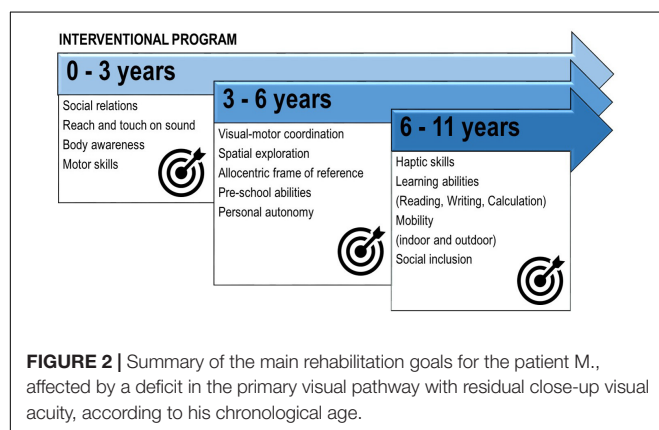 INTERVENTIONAL PROGRAM
0 - 3 years
Social relations
Reach and touch on sound
Body awareness
Motor skills
3 - 6 years
Visual-motor coordination
Spatial exploration
Allocentric frame of reference
Pre-school abilities
Personal autonomy
6 - 11 years
Haptic skills
Learning abilities
(Reading, Writing, Calculation)
Mobility
(indoor and outdoor)
Social inclusion
FIGURE 2 | Summary of the main rehabilitation goals for the patient M.,
affected by a deficit in the primary visual pathway with residual close-up visual
acuity, according to his chronological age.